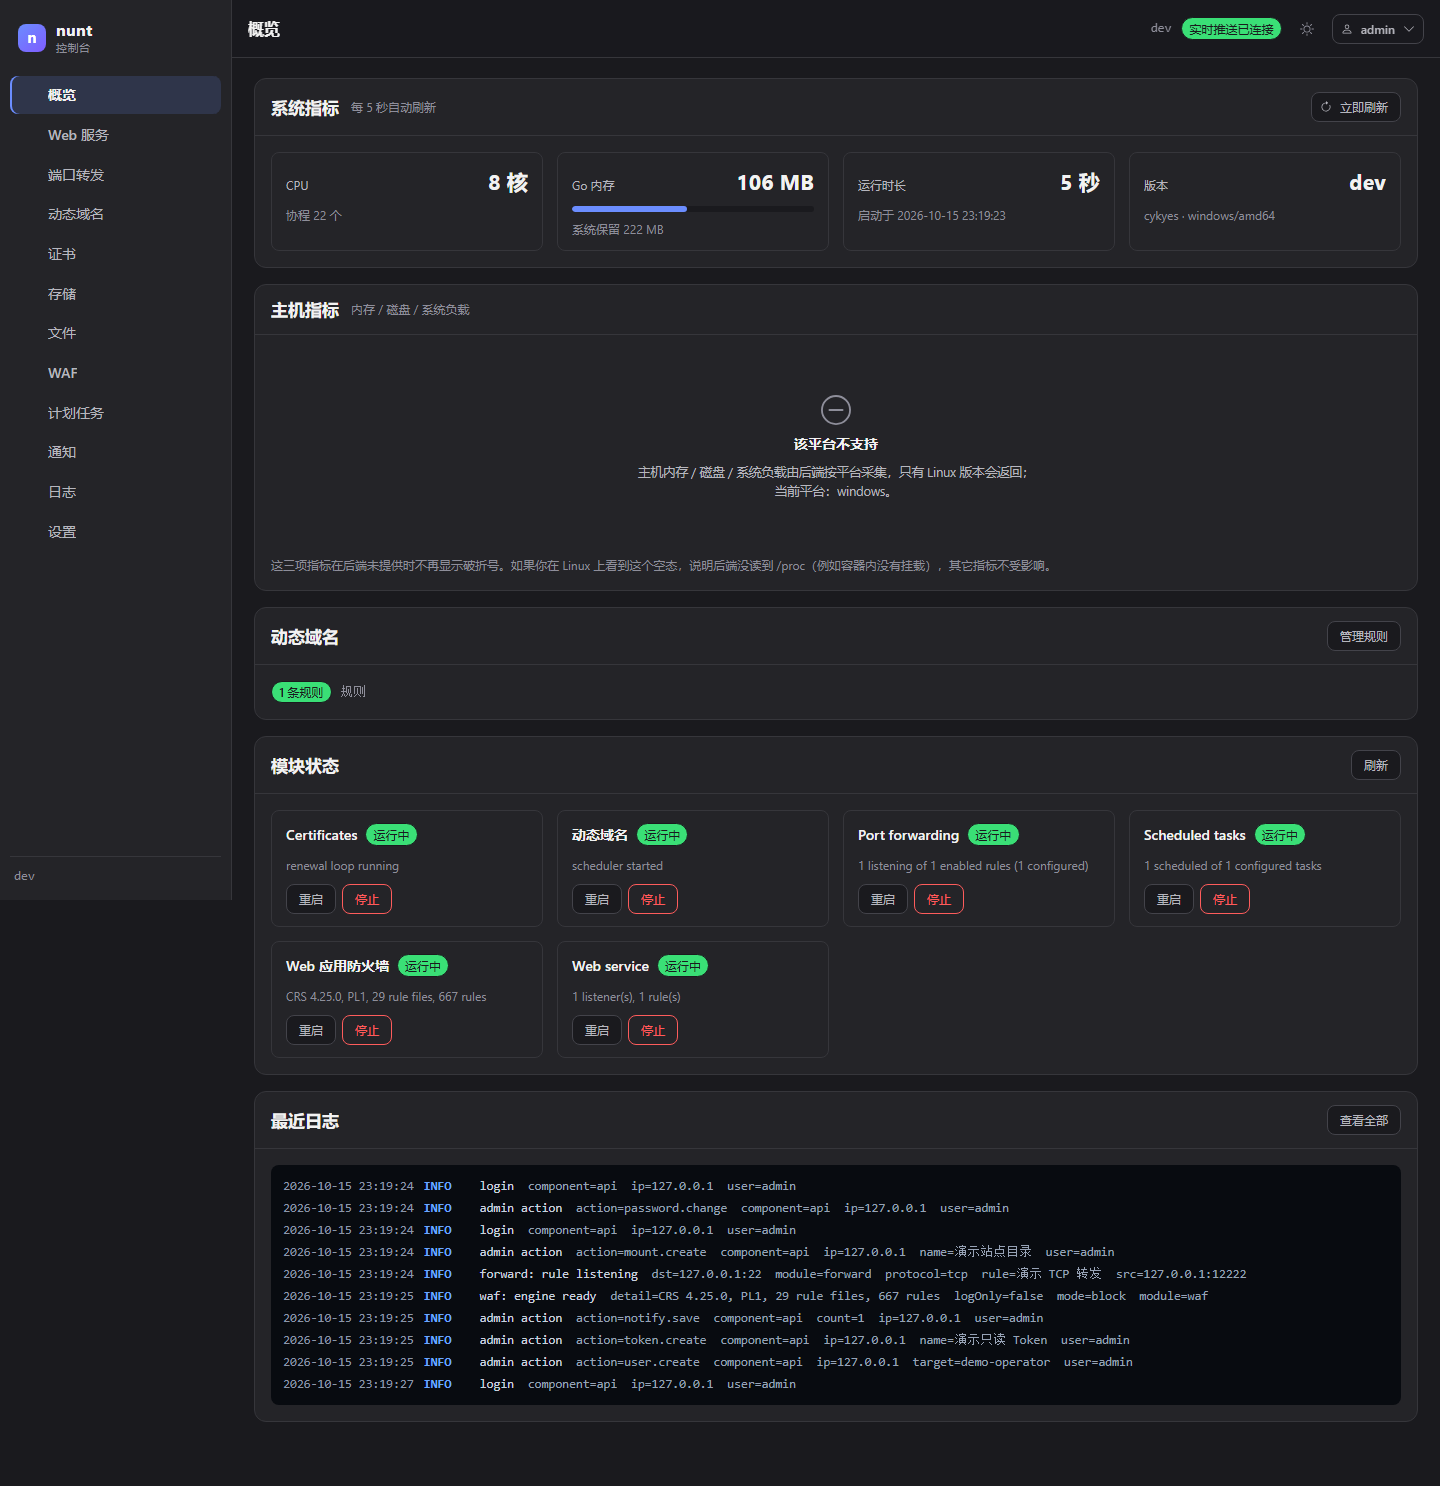 n
nunt
控制台
概览
Web 服务
端口转发
动态域名
证书
存储
文件
WAF
计划任务
通知
日志
设置
dev
概览
dev
实时推送已连接
admin
系统指标 每 5 秒自动刷新
立即刷新
CPU 8 核
协程 22 个
Go 内存 106 MB
系统保留 222 MB
运行时长 5 秒
启动于 2026-10-15 23:19:23
版本 dev
cykyes · windows/amd64
主机指标 内存 / 磁盘 / 系统负载
该平台不支持
主机内存 / 磁盘 / 系统负载由后端按平台采集，只有 Linux 版本会返回；
当前平台：windows。
这三项指标在后端未提供时不再显示破折号。如果你在 Linux 上看到这个空态，说明后端没读到 /proc（例如容器内没有挂载），其它指标不受影响。
动态域名
管理规则
1 条规则 规则
模块状态
刷新
Certificates 运行中
renewal loop running
重启 停止
动态域名 运行中
scheduler started
重启 停止
Port forwarding 运行中
1 listening of 1 enabled rules (1 configured)
重启 停止
Scheduled tasks 运行中
1 scheduled of 1 configured tasks
重启 停止
Web 应用防火墙 运行中
CRS 4.25.0, PL1, 29 rule files, 667 rules
重启 停止
Web service 运行中
1 listener(s), 1 rule(s)
重启 停止
最近日志
查看全部
2026-10-15 23:19:24 INFO login component=api ip=127.0.0.1 user=admin
2026-10-15 23:19:24 INFO admin action action=password.change component=api ip=127.0.0.1 user=admin
2026-10-15 23:19:24 INFO login component=api ip=127.0.0.1 user=admin
2026-10-15 23:19:24 INFO admin action action=mount.create component=api ip=127.0.0.1 name=演示站点目录 user=admin
2026-10-15 23:19:24 INFO forward: rule listening dst=127.0.0.1:22 module=forward protocol=tcp rule=演示 TCP 转发 src=127.0.0.1:12222
2026-10-15 23:19:25 INFO waf: engine ready detail=CRS 4.25.0, PL1, 29 rule files, 667 rules logOnly=false mode=block module=waf
2026-10-15 23:19:25 INFO admin action action=notify.save component=api count=1 ip=127.0.0.1 user=admin
2026-10-15 23:19:25 INFO admin action action=token.create component=api ip=127.0.0.1 name=演示只读 Token user=admin
2026-10-15 23:19:25 INFO admin action action=user.create component=api ip=127.0.0.1 target=demo-operator user=admin
2026-10-15 23:19:27 INFO login component=api ip=127.0.0.1 user=admin